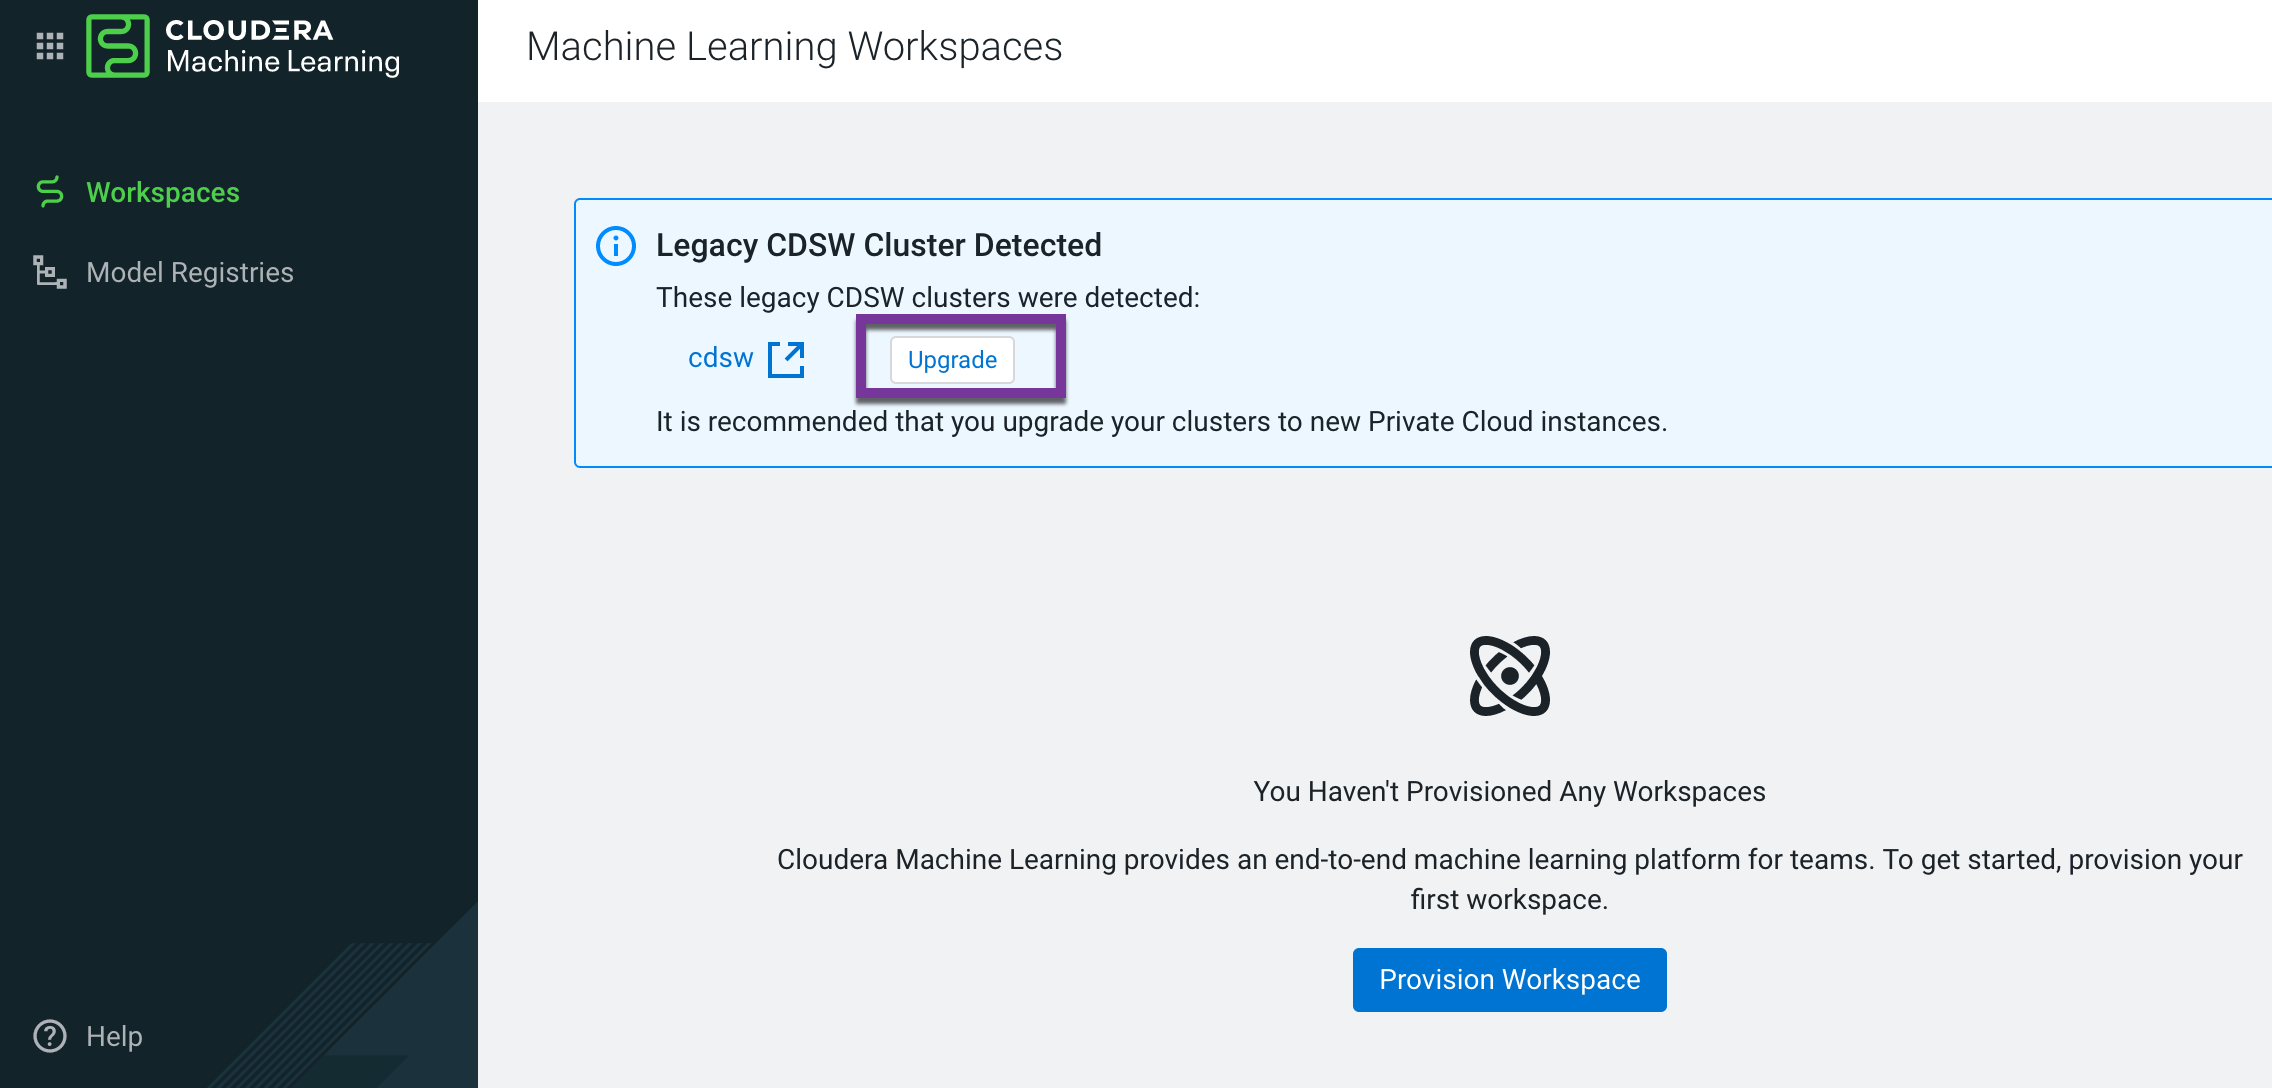 CLOUDERA
Machine Learning
Workspaces
Model Registries
Help
Machine Learning Workspaces
Legacy CDSW Cluster Detected
These legacy CDSW clusters were detected:
cdsw
Upgrade
It is recommended that you upgrade your clusters to new Private Cloud instances.
You Haven't Provisioned Any Workspaces
Cloudera Machine Learning provides an end-to-end machine learning platform for teams. To get started, provision your
first workspace.
Provision Workspace